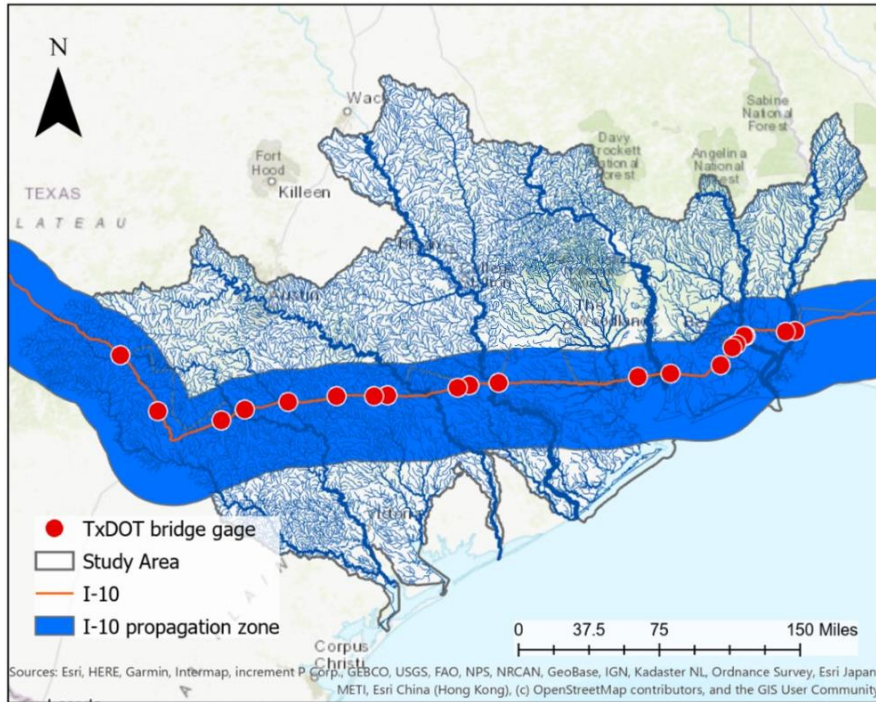 N
Sabine
National
Forest
Davy
Crockett
National
Forest
Angelina
National
Forest
Fort
Hood
Killeen
TEXAS
LATEAU
Austin
TxDOT bridge gage
Study Area
I-10
I-10 propagation zone
Corpus
Christi
0 37.5 75 150 Miles
Sources: Esri, HERE, Garmin, Intermap, increment P Corp., GEBCO, USGS, FAO, NPS, NRCAN, GeoBase, IGN, Kadaster NL, Ordnance Survey, Esri Japan,
METI, Esri China (Hong Kong), (c) OpenStreetMap contributors, and the GIS User Community